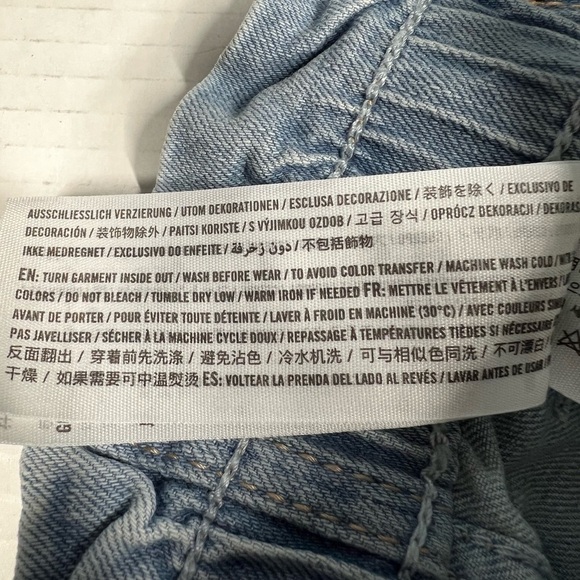 AUSSCHLIESSLICH VERZIERUNG / UTOM DEKORATIONEN / ESCLUSA DECORAZIONE / 装飾を除く / EXCLUSIVO DE
DECORACIÓN / 装饰物除外 / PAITSI KORISTE / S VÝJIMKOU OZDOB / 고급 장식 / OPRÓCZ DEKORACJI / DEKORAS
IKKE MEDREGNET / EXCLUSIVO DO ENFEITE / دون زخرفة / 不包括飾物
EN: TURN GARMENT INSIDE OUT / WASH BEFORE WEAR / TO AVOID COLOR TRANSFER / MACHINE WASH COLD /
COLORS / DO NOT BLEACH / TUMBLE DRY LOW / WARM IRON IF NEEDED FR: METTRE LE VÊTEMENT À L'ENVERS /
AVANT DE PORTER / POUR ÉVITER TOUTE DÉTEINTE / LAVER À FROID EN MACHINE (30°C) / AVEC COULEURS
PAS JAVELLISER / SÉCHER À LA MACHINE CYCLE DOUX / REPASSAGE À TEMPÉRATURES TIÈDES SI NÉCESSAIRE
反面翻出 / 穿着前先洗涤 / 避免沾色 / 冷水机洗 / 可与相似色同洗 / 不可漂白
干燥 / 如果需要可中温熨烫 ES: VOLTEAR LA PRENDA DEL LADO AL REVÉS / LAVAR ANTES DE USAR /